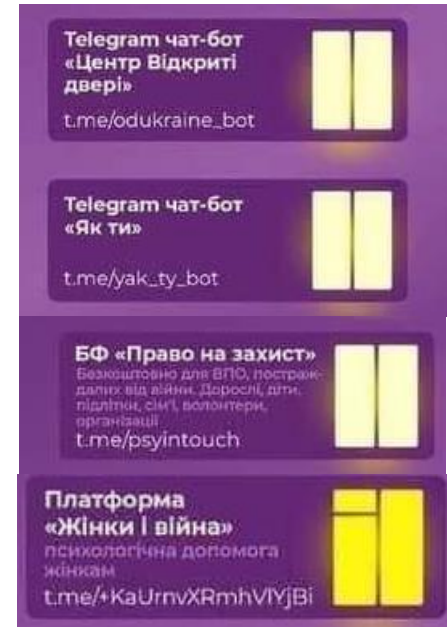 Telegram чат-бот
«Центр Відкриті
двері»
t.me/odukraine_bot
Telegram чат-бот
«Як ти»
t.me/yak_ty_bot
БФ «Право на захист»
Безкоштовно для ВПО, постраж-
далих від війни. Дорослі, діти,
підлітки, сім'ї, волонтери,
організації
t.me/psyintouch
Платформа
«Жінки і війна»
психологічна допомога
жінкам
t.me/+KaUrnvXRmhVlYjBi